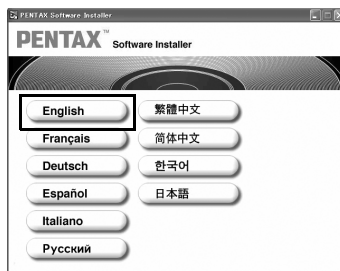 PENTAX Software Installer
PENTAX™ Software Installer
English
Français
Deutsch
Español
Italiano
Русский
繁體中文
简体中文
한국어
日本語